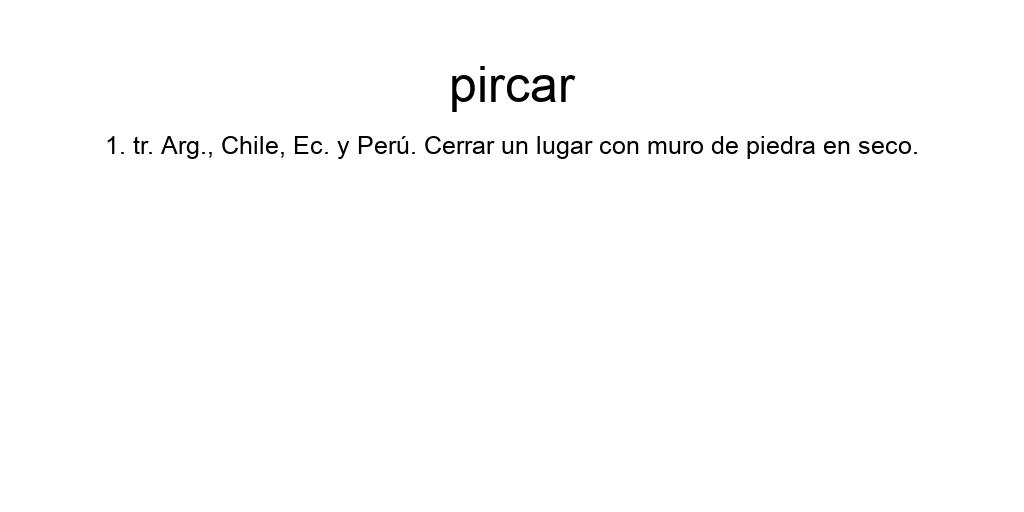 pircar
1. tr. Arg., Chile, Ec. y Perú. Cerrar un lugar con muro de piedra en seco.